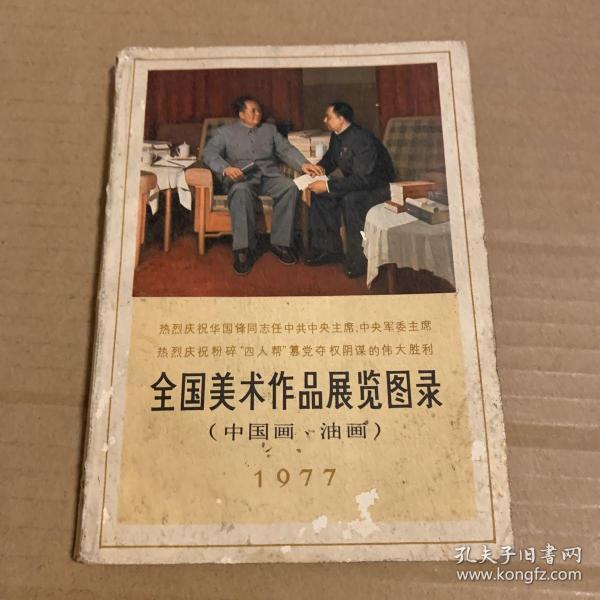 热烈庆祝华国锋同志任中共中央主席、中央军委主席
热烈庆祝粉碎“四人帮”篡党夺权阴谋的伟大胜利
全国美术作品展览图录
（中国画、油画）
1977
孔夫子旧书网
www.kongfz.com